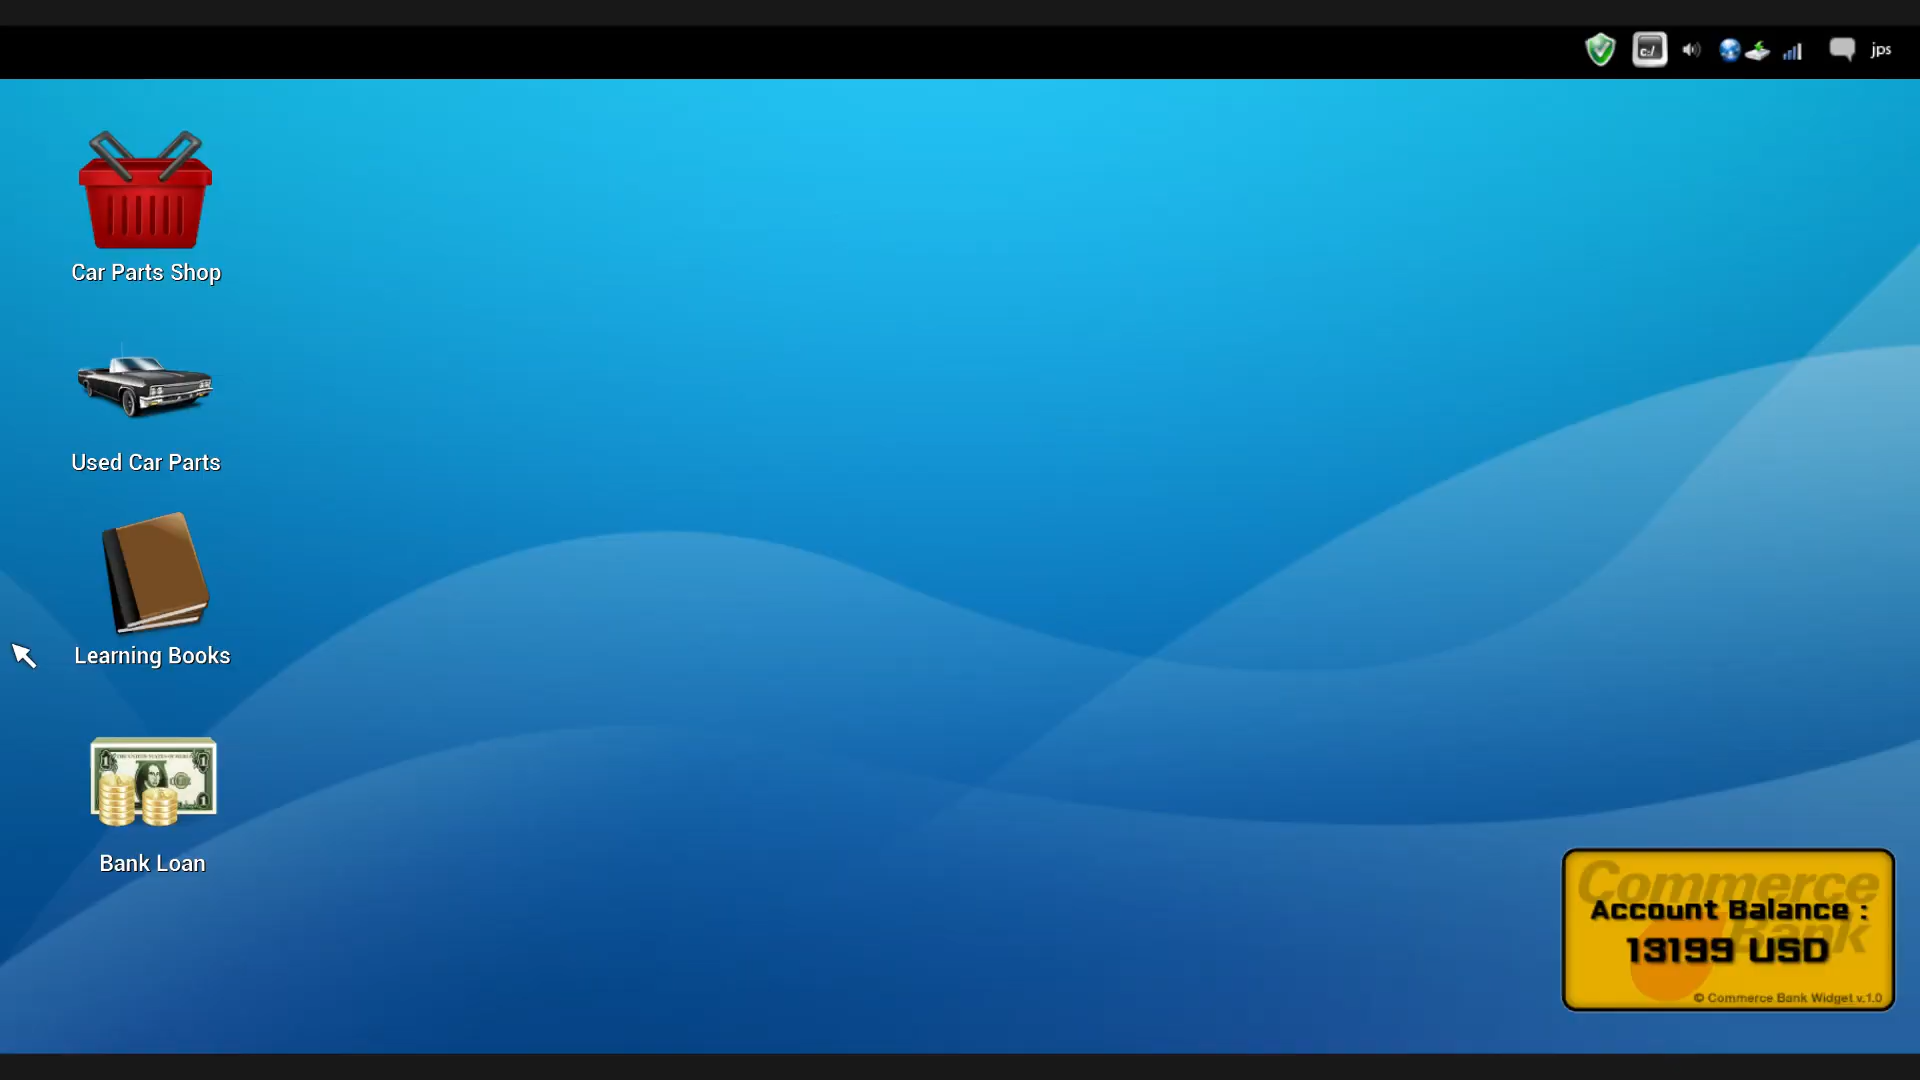 c:/
jps
Car Parts Shop
Used Car Parts
Learning Books
Bank Loan
Commerce
Account Balance :
Bank
13199 USD
© Commerce Bank Widget v.1.0